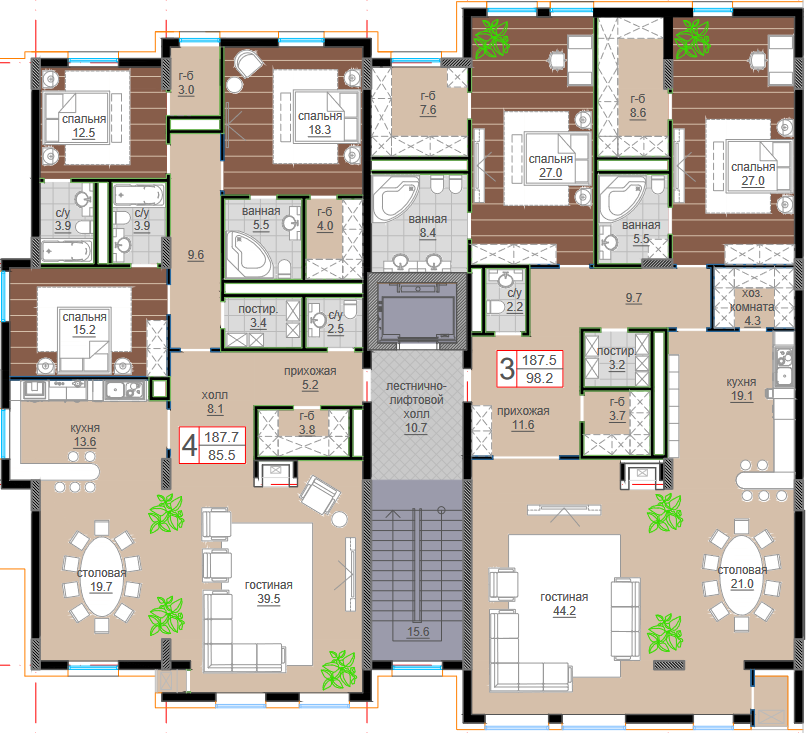 г-б
3.0
спальня
12.5
спальня
18.3
г-б
7.6
г-б
8.6
спальня
27.0
спальня
27.0
с/у
3.9
с/у
3.9
ванная
5.5
г-б
4.0
ванная
8.4
ванная
5.5
9.6
с/у
2.2
9.7
хоз.
комната
4.3
спальня
15.2
постир.
3.4
с/у
2.5
прихожая
5.2
холл
8.1
лестнично-
лифтовой
холл
10.7
3
187.5
98.2
постир.
3.2
кухня
19.1
г-б
3.7
прихожая
11.6
кухня
13.6
4
187.7
85.5
г-б
3.8
столовая
19.7
гостиная
39.5
15.6
гостиная
44.2
столовая
21.0